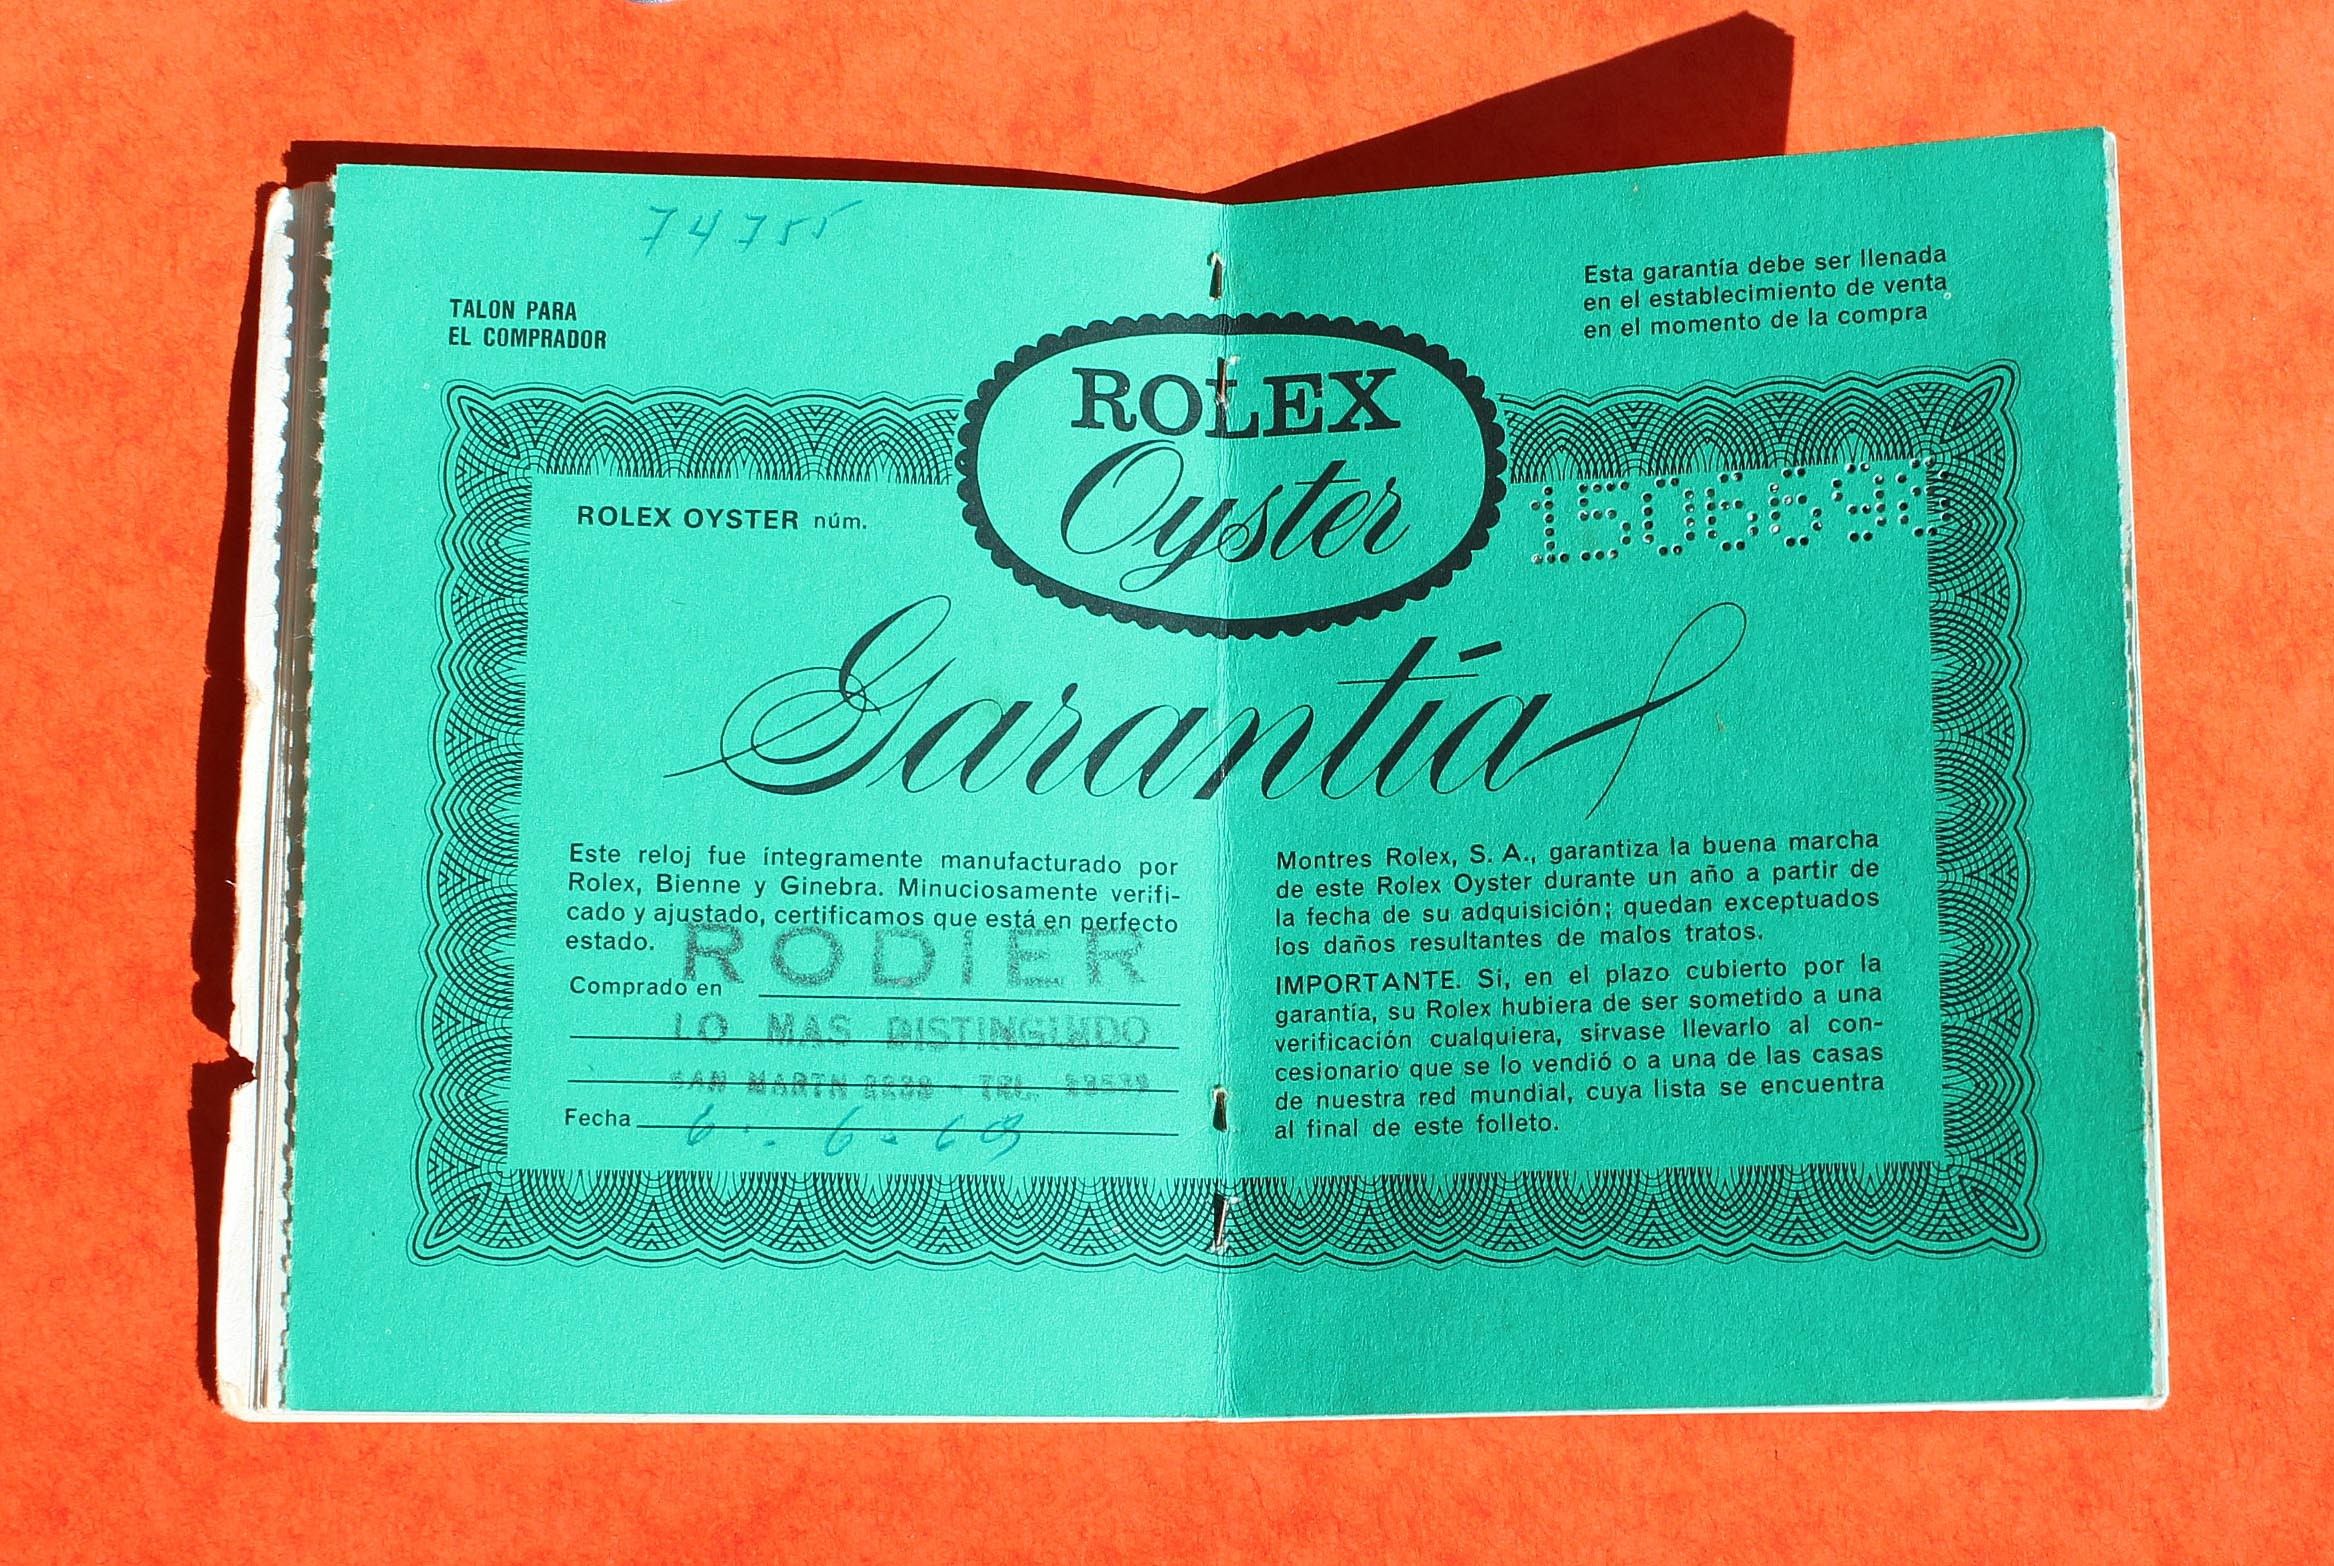 74755
TALON PARA
EL COMPRADOR
Esta garantía debe ser llenada
en el establecimiento de venta
en el momento de la compra
ROLEX
Oyster
ROLEX OYSTER núm.
Garantía
Este reloj fue íntegramente manufacturado por
Rolex, Bienne y Ginebra. Minuciosamente verifi-
cado y ajustado, certificamos que está en perfecto
estado.
RODIER
Comprado en
LO MAS DISTINGUIDO
SAN MARTN
Fecha 6. 6. 69
Montres Rolex, S. A., garantiza la buena marcha
de este Rolex Oyster durante un año a partir de
la fecha de su adquisición; quedan exceptuados
los daños resultantes de malos tratos.
IMPORTANTE. Si, en el plazo cubierto por la
garantía, su Rolex hubiera de ser sometido a una
verificación cualquiera, sírvase llevarlo al con-
cesionario que se lo vendió o a una de las casas
de nuestra red mundial, cuya lista se encuentra
al final de este folleto.